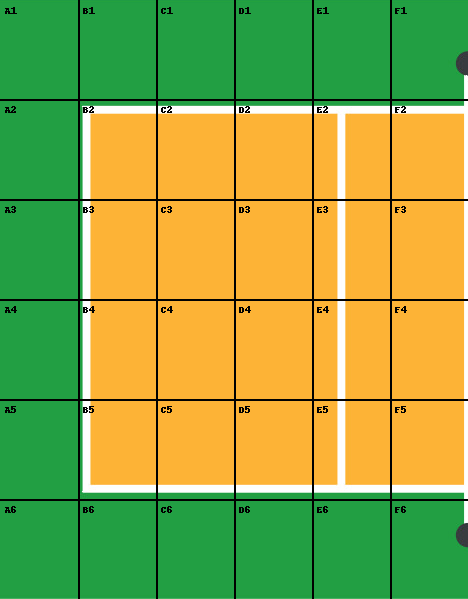 A1 B1 C1 D1 E1 F1
A2 B2 C2 D2 E2 F2
A3 B3 C3 D3 E3 F3
A4 B4 C4 D4 E4 F4
A5 B5 C5 D5 E5 F5
A6 B6 C6 D6 E6 F6